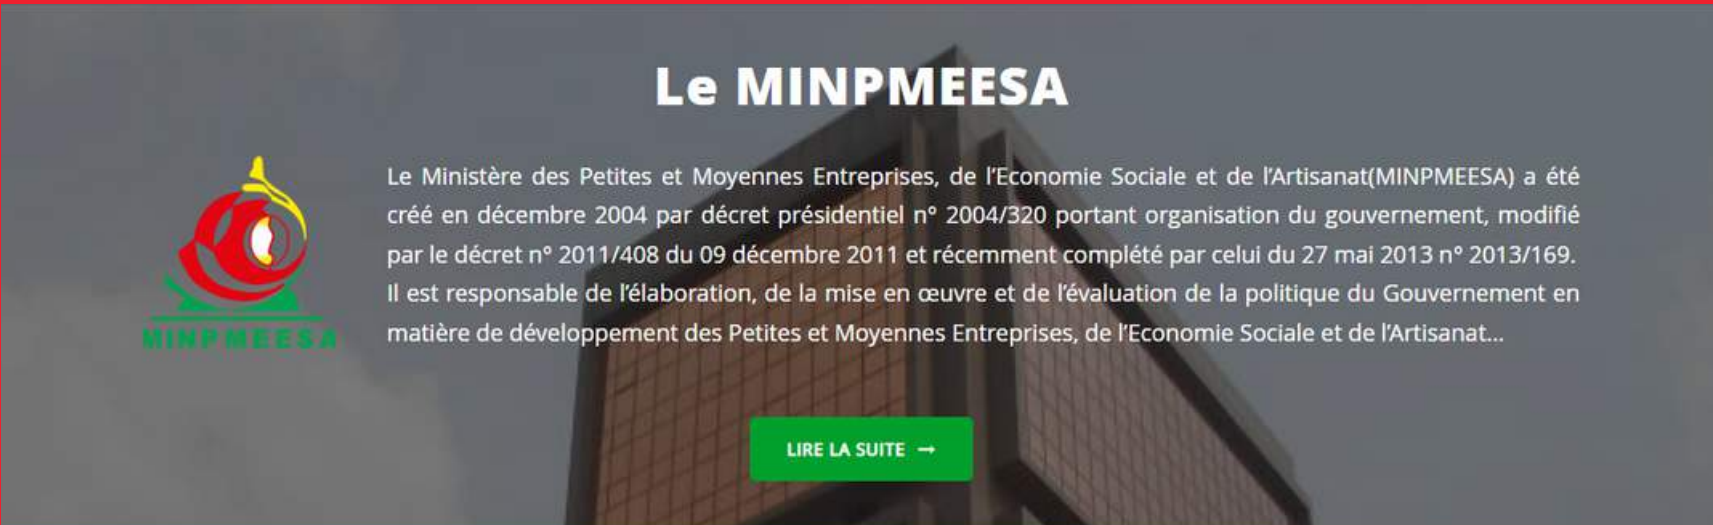 Le MINPMEESA
Le Ministère des Petites et Moyennes Entreprises, de l'Economie Sociale et de l'Artisanat(MINPMEESA) a été
créé en décembre 2004 par décret présidentiel n° 2004/320 portant organisation du gouvernement, modifié
par le décret n° 2011/408 du 09 décembre 2011 et récemment complété par celui du 27 mai 2013 n° 2013/169.
Il est responsable de l'élaboration, de la mise en œuvre et de l'évaluation de la politique du Gouvernement en
matière de développement des Petites et Moyennes Entreprises, de l'Economie Sociale et de l'Artisanat...
MINPMEESA
LIRE LA SUITE →